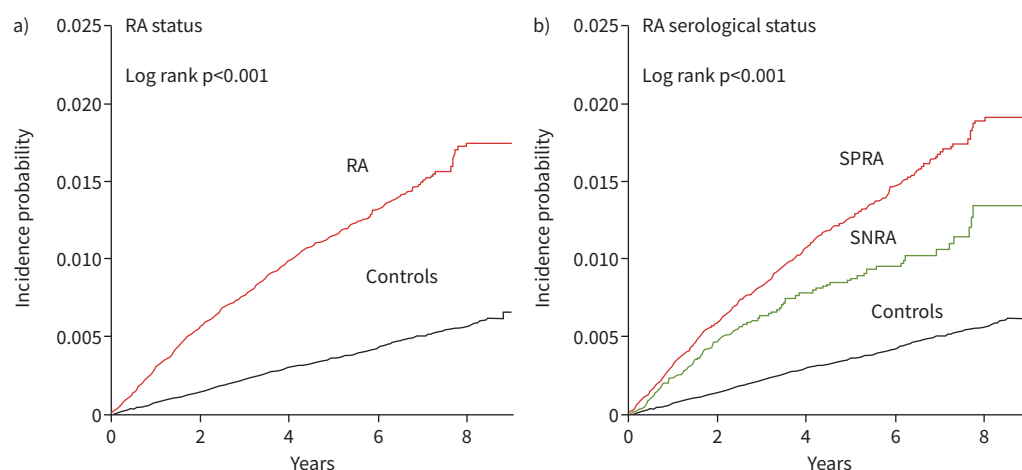 a)
RA status
Log rank p<0.001
0.025
0.020
0.015
0.010
0.005
0
Incidence probability
RA
Controls
0 2 4 6 8
Years
b)
RA serological status
Log rank p<0.001
0.025
0.020
0.015
0.010
0.005
0
Incidence probability
SPRA
SNRA
Controls
0 2 4 6 8
Years